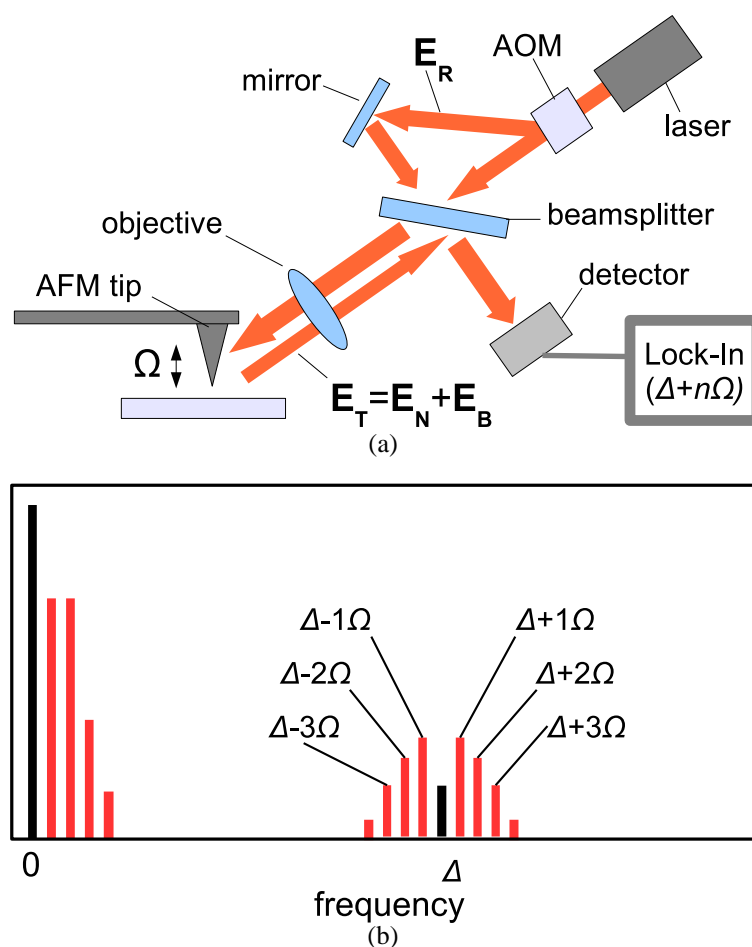 E_R
AOM
mirror
laser
objective
beamsplitter
AFM tip
detector
Ω
Lock-In
(Δ+nΩ)
E_T=E_N+E_B
(a)
Δ-1Ω
Δ+1Ω
Δ-2Ω
Δ+2Ω
Δ-3Ω
Δ+3Ω
0
Δ
frequency
(b)